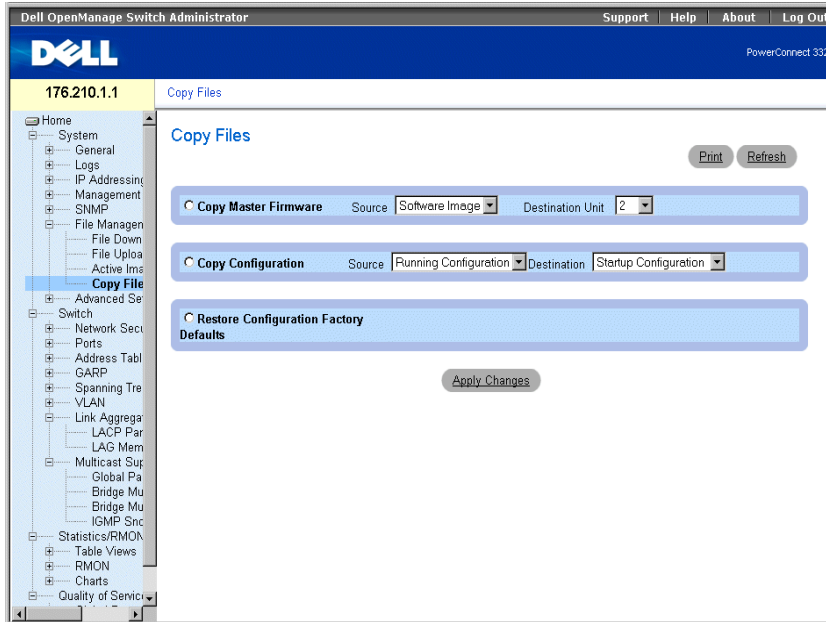 Dell OpenManage Switch Administrator
Support | Help | About | Log Out
DELL
PowerConnect 332
176.210.1.1
Copy Files
Home
System
General
Logs
IP Addressing
Management
SNMP
File Managem
File Down
File Uploa
Active Ima
Copy File
Advanced Set
Switch
Network Secu
Ports
Address Tabl
GARP
Spanning Tre
VLAN
Link Aggregat
LACP Par
LAG Mem
Multicast Sup
Global Pa
Bridge Mu
Bridge Mu
IGMP Sno
Statistics/RMON
Table Views
RMON
Charts
Quality of Service
Copy Files
Print
Refresh
Copy Master Firmware Source Software Image Destination Unit 2
Copy Configuration Source Running Configuration Destination Startup Configuration
Restore Configuration Factory
Defaults
Apply Changes